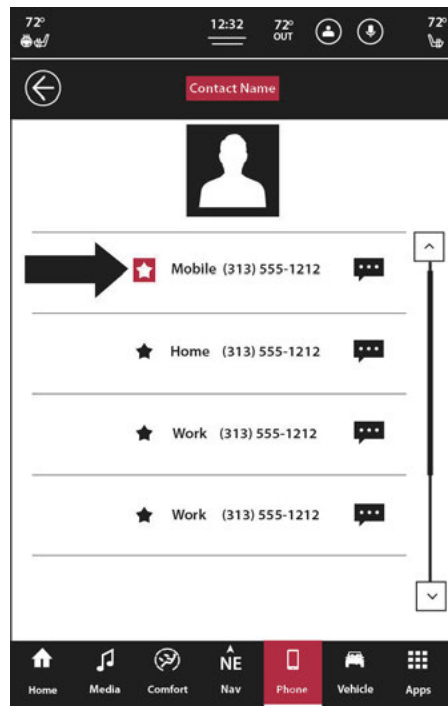 72° 12:32 72° 72°
OUT
Contact Name
Mobile (313) 555-1212
Home (313) 555-1212
Work (313) 555-1212
Work (313) 555-1212
NE
Home Media Comfort Nav Phone Vehicle Apps